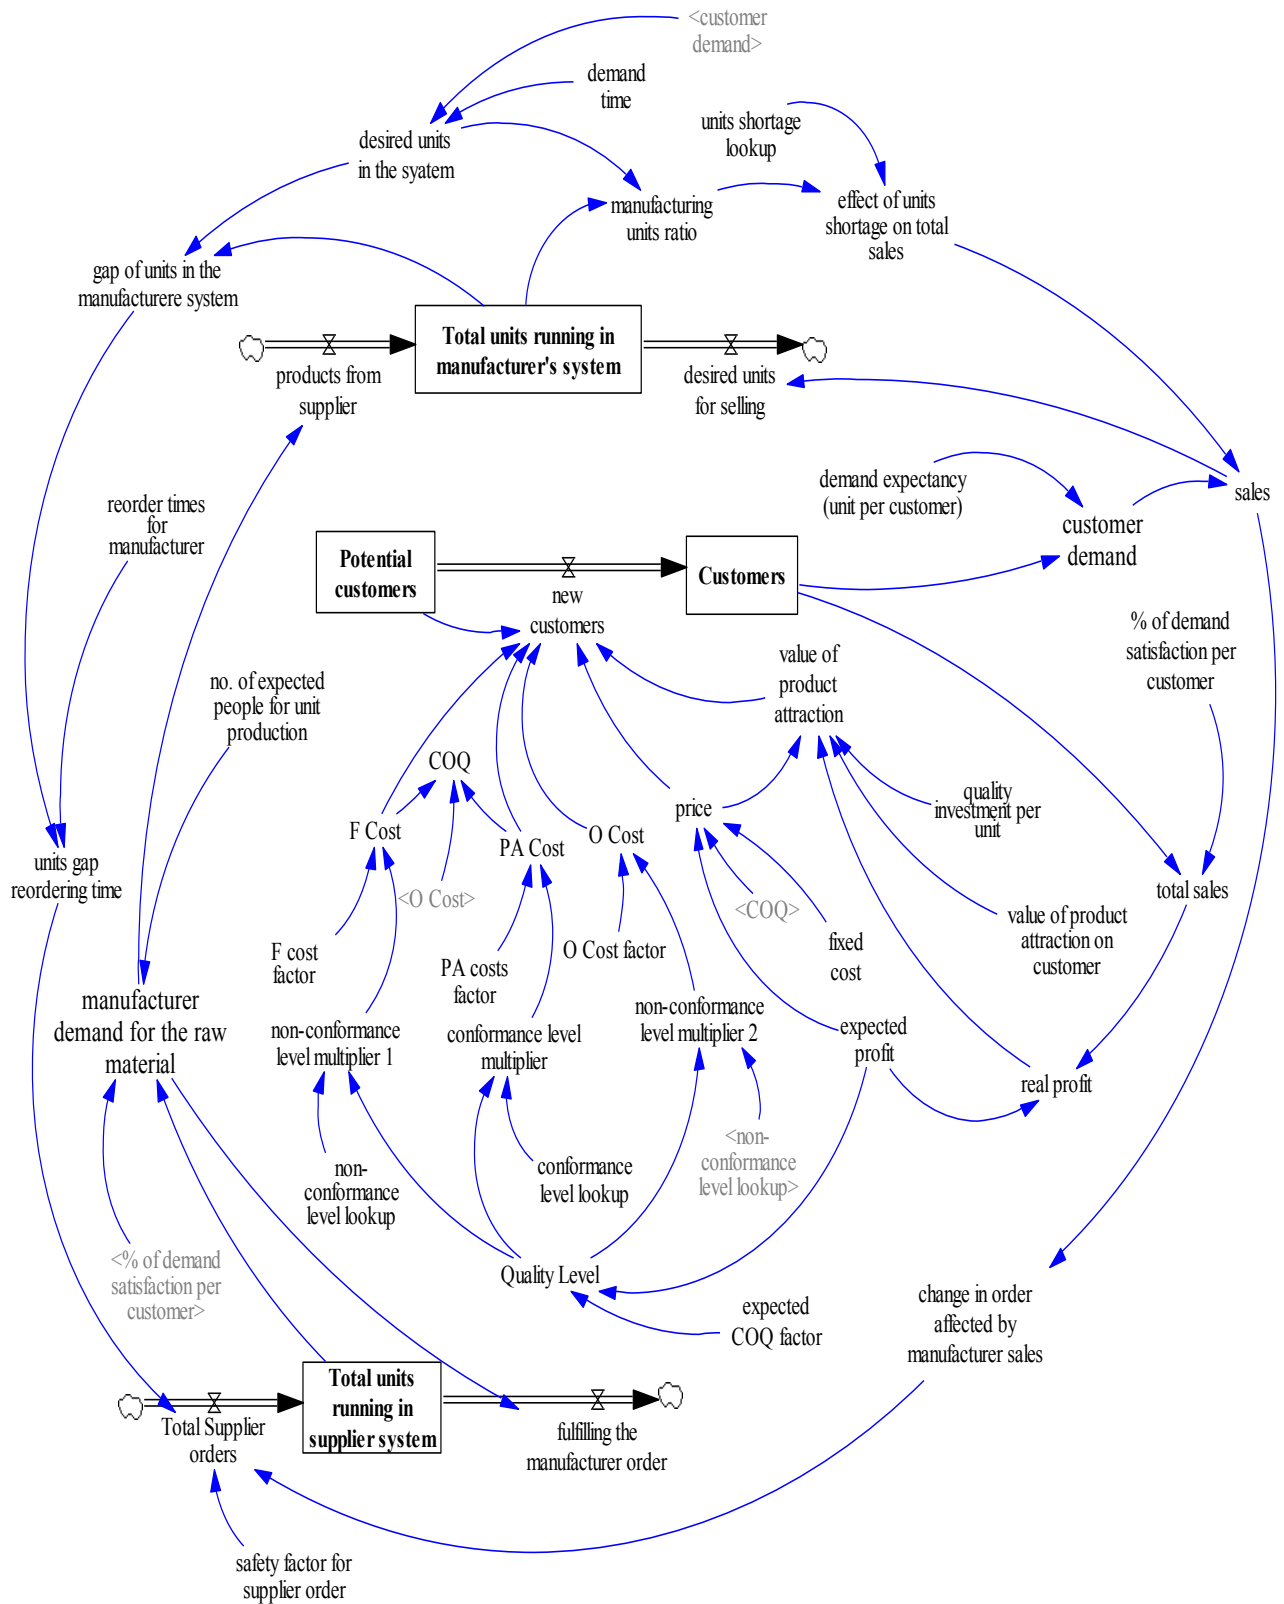 <customer
demand>
demand
time
units shortage
lookup
desired units
in the syatem
manufacturing
units ratio
effect of units
shortage on total
sales
gap of units in the
manufacturere system
Total units running in
manufacturer's system
products from
supplier
desired units
for selling
demand expectancy
(unit per customer)
sales
reorder times
for
manufacturer
customer
demand
Potential
customers
Customers
new
customers
% of demand
satisfaction per
customer
value of
product
attraction
no. of expected
people for unit
production
COQ
quality
investment per
unit
price
F Cost
PA Cost
O Cost
units gap
reordering time
<O Cost>
<COQ>
total sales
value of product
attraction on
customer
F cost
factor
PA costs
factor
O Cost factor
fixed
cost
manufacturer
demand for the raw
material
non-conformance
level multiplier 1
conformance level
multiplier
non-conformance
level multiplier 2
expected
profit
real profit
non-
conformance
level lookup
conformance
level lookup
<non-
conformance
level lookup>
<% of demand
satisfaction per
customer>
Quality Level
expected
COQ factor
change in order
affected by
manufacturer sales
Total units
running in
supplier system
Total Supplier
orders
fulfilling the
manufacturer order
safety factor for
supplier order